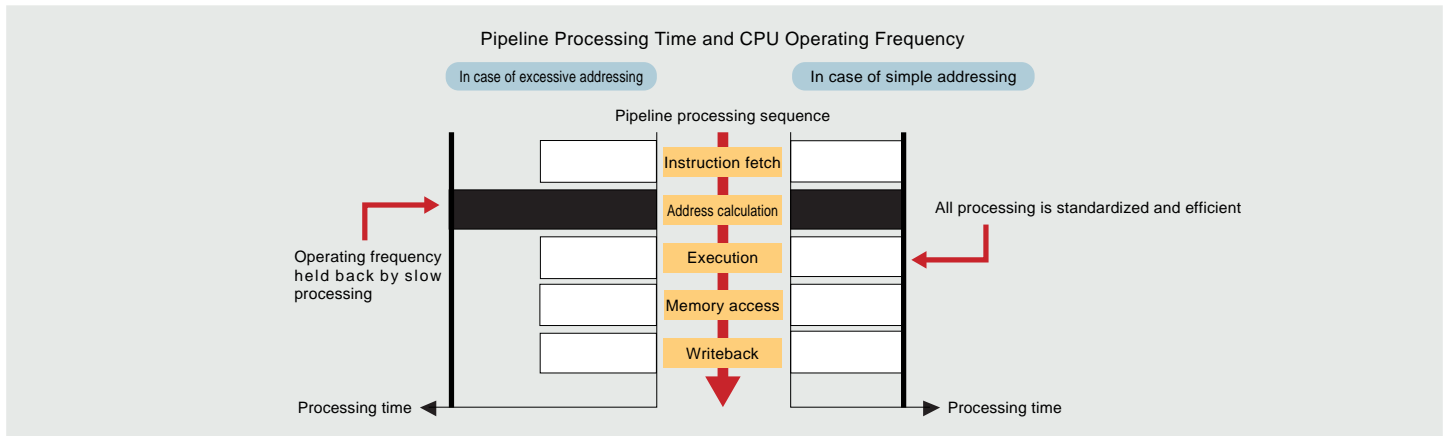 Pipeline Processing Time and CPU Operating Frequency
In case of excessive addressing
In case of simple addressing
Pipeline processing sequence
Instruction fetch
Address calculation
Execution
Memory access
Writeback
Operating frequency
held back by slow
processing
All processing is standardized and efficient
Processing time
Processing time